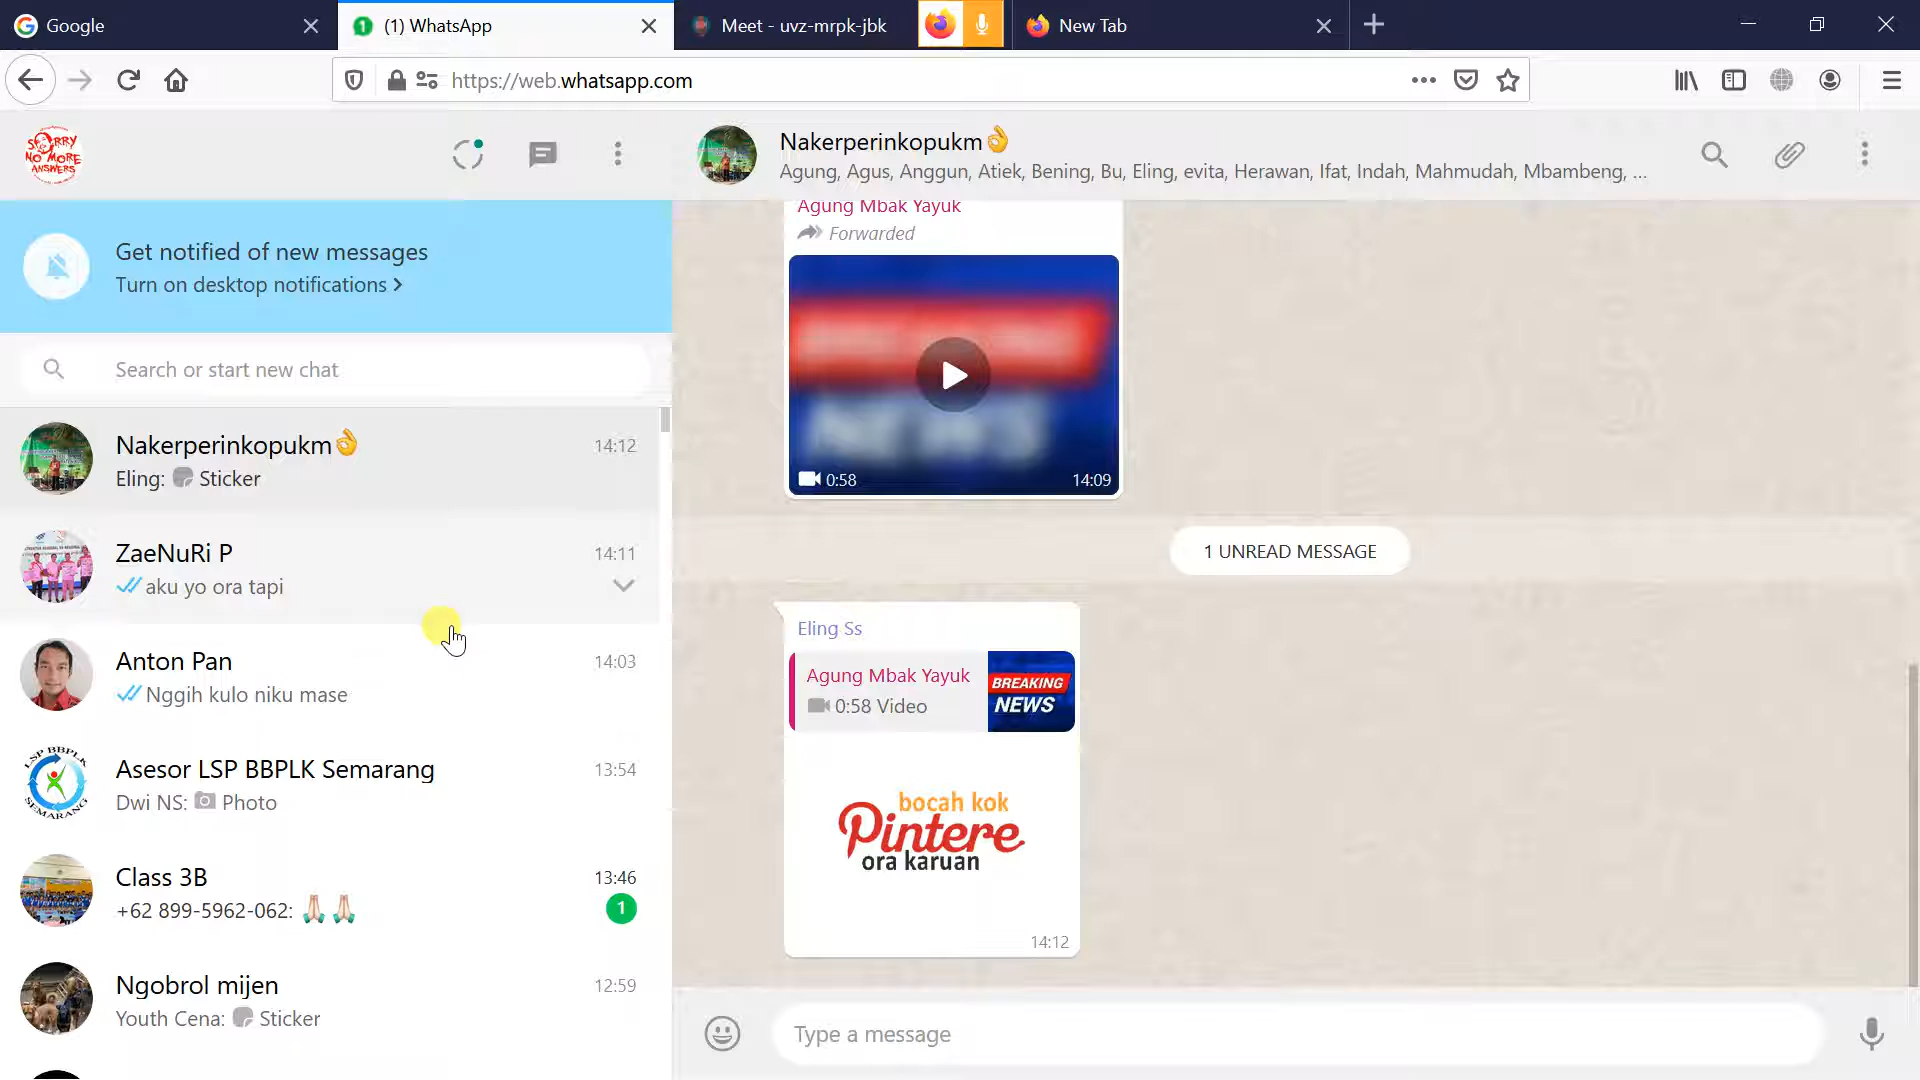 Google
(1) WhatsApp
Meet - uvz-mrpk-jbk
New Tab
https://web.whatsapp.com
SORRY
NO MORE
ANSWERS
Nakerperinkopukm👌
Agung, Agus, Anggun, Atiek, Bening, Bu, Eling, evita, Herawan, Ifat, Indah, Mahmudah, Mbambeng, ...
Get notified of new messages
Turn on desktop notifications >
Search or start new chat
Nakerperinkopukm👌
14:12
Eling: Sticker
ZaeNuRi P
14:11
aku yo ora tapi
Anton Pan
14:03
Nggih kulo niku mase
LSP BBPLK
SEMARANG
Asesor LSP BBPLK Semarang
13:54
Dwi NS: Photo
Class 3B
13:46
+62 899-5962-062: 🙏🏻 🙏🏻
1
Ngobrol mijen
12:59
Youth Cena: Sticker
Agung Mbak Yayuk
Forwarded
BREAKING
NEWS
0:58
14:09
1 UNREAD MESSAGE
Eling Ss
Agung Mbak Yayuk
0:58 Video
BREAKING
NEWS
bocah kok
Pintere
ora karuan
14:12
Type a message